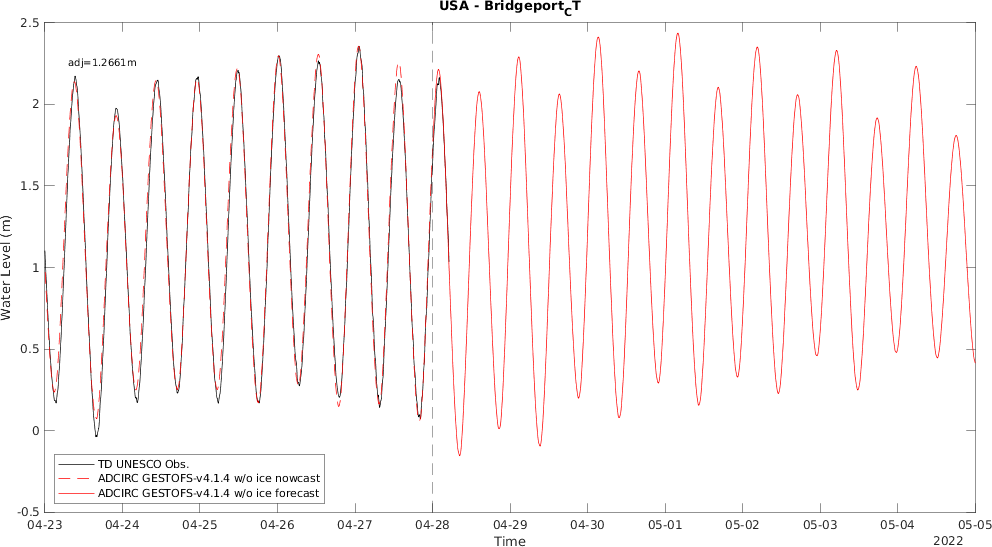 USA - Bridgeport_CT
2.5
adj=1.2661m
2
1.5
1
0.5
0
-0.5
Water Level (m)
TD UNESCO Obs.
ADCIRC GESTOFS-v4.1.4 w/o ice nowcast
ADCIRC GESTOFS-v4.1.4 w/o ice forecast
04-23 04-24 04-25 04-26 04-27 04-28 04-29 04-30 05-01 05-02 05-03 05-04 05-05
Time
2022